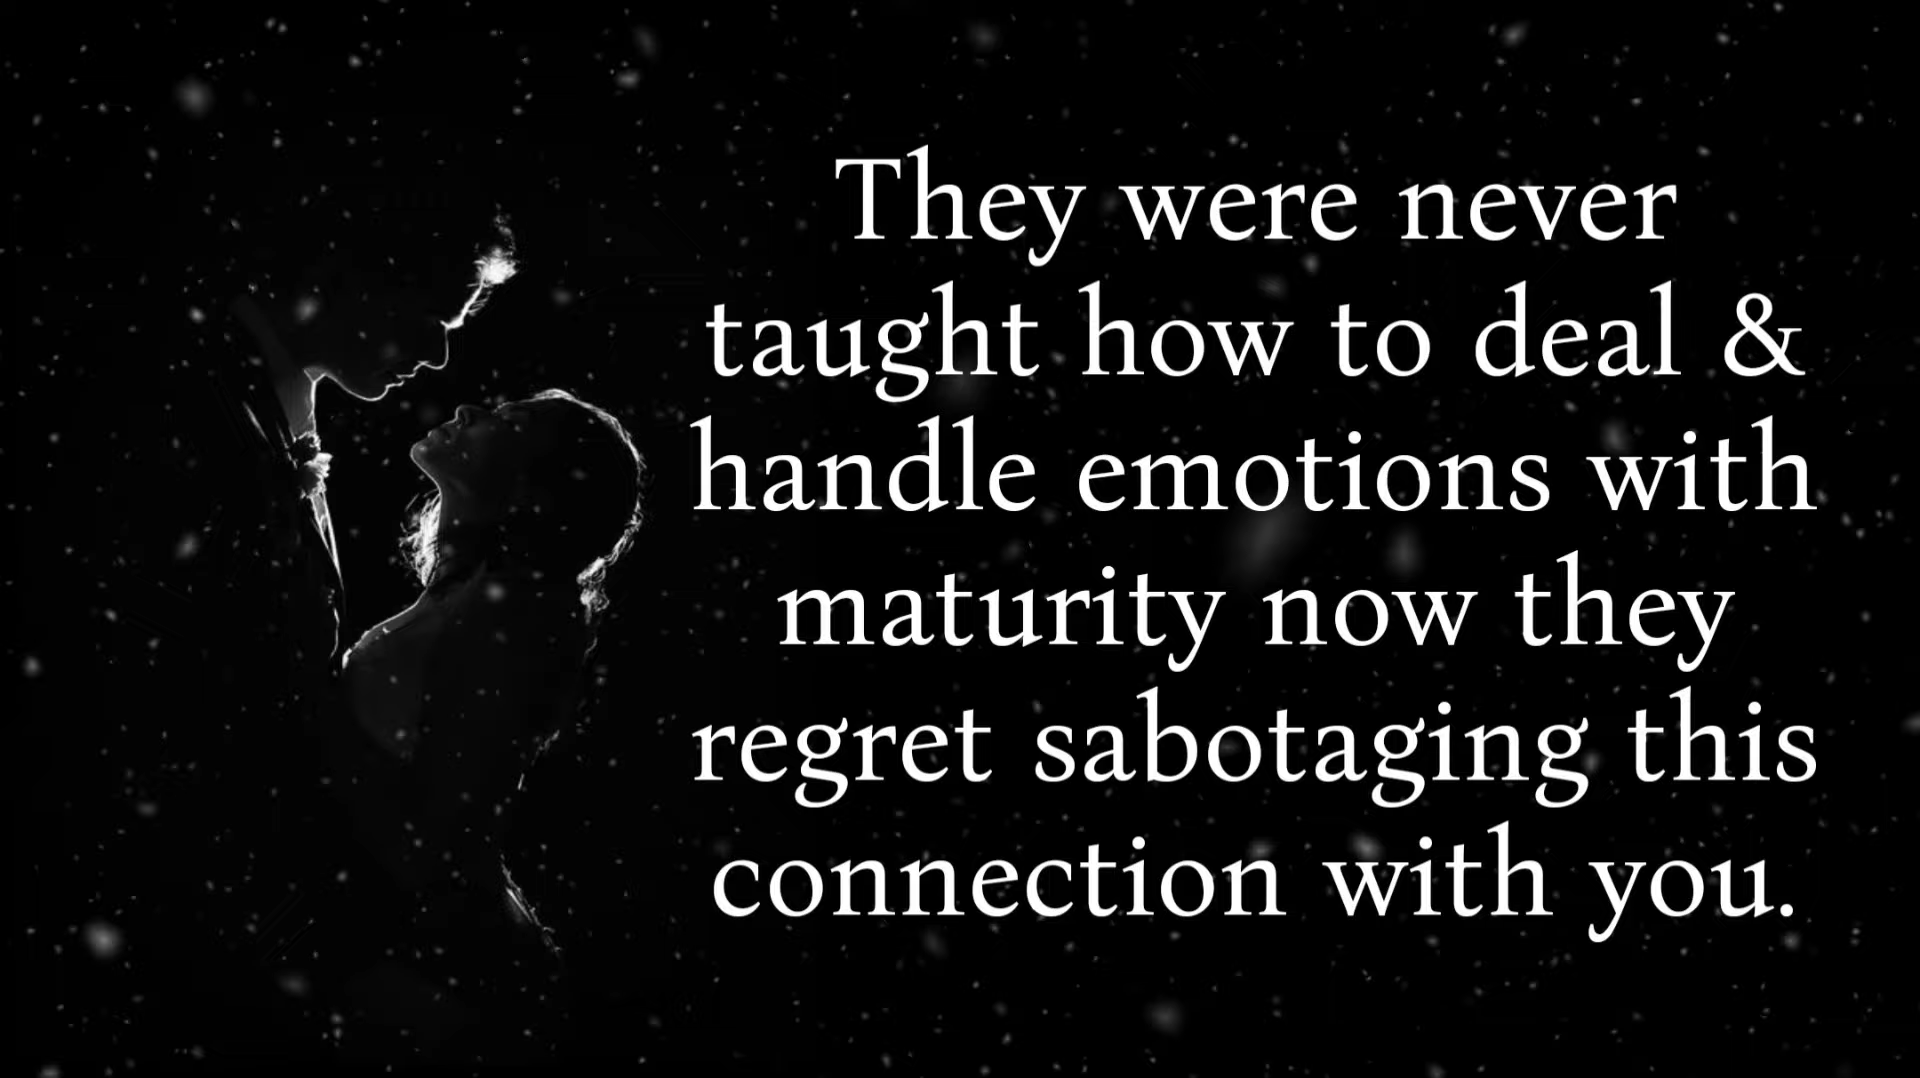 They were never
taught how to deal &
handle emotions with
maturity now they
regret sabotaging this
connection with you.